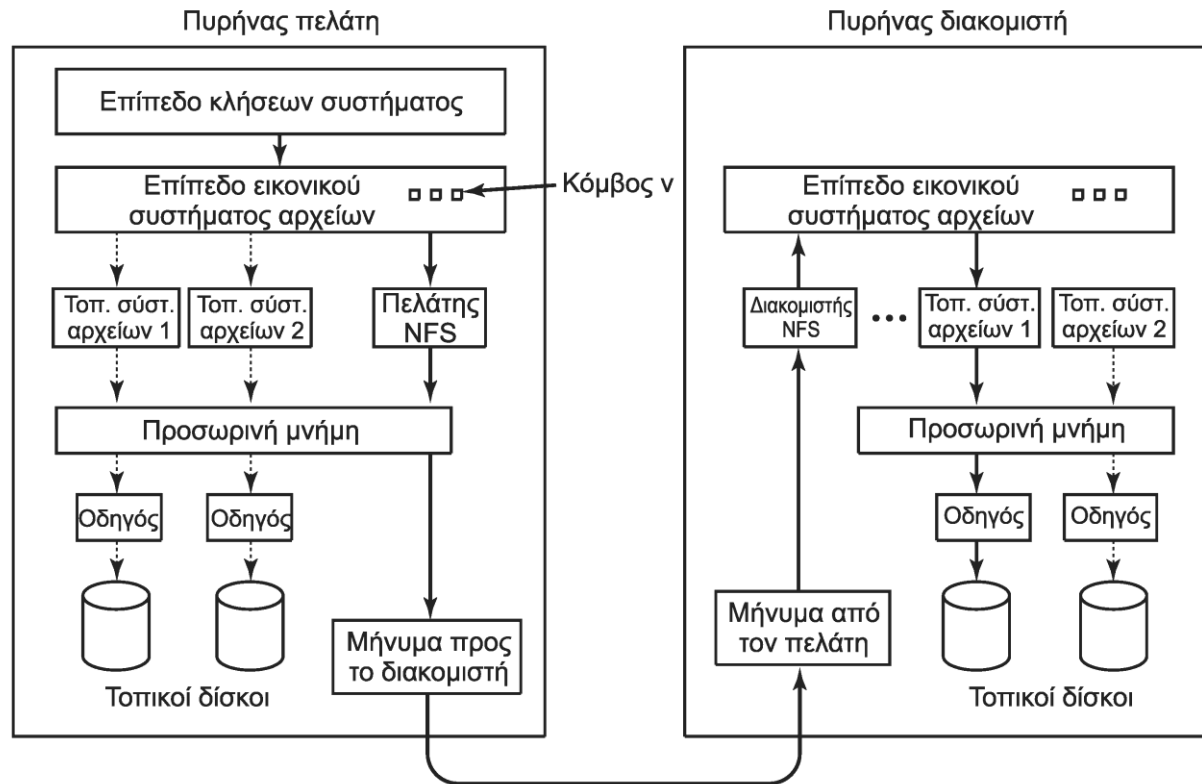 Πυρήνας πελάτη
Επίπεδο κλήσεων συστήματος
Επίπεδο εικονικού
συστήματος αρχείων
Κόμβος v
Τοπ. σύστ.
αρχείων 1
Τοπ. σύστ.
αρχείων 2
Πελάτης
NFS
Προσωρινή μνήμη
Οδηγός
Οδηγός
Μήνυμα προς
το διακομιστή
Τοπικοί δίσκοι
Πυρήνας διακομιστή
Επίπεδο εικονικού
συστήματος αρχείων
Διακομιστής
NFS
Τοπ. σύστ.
αρχείων 1
Τοπ. σύστ.
αρχείων 2
Προσωρινή μνήμη
Οδηγός
Οδηγός
Μήνυμα από
τον πελάτη
Τοπικοί δίσκοι